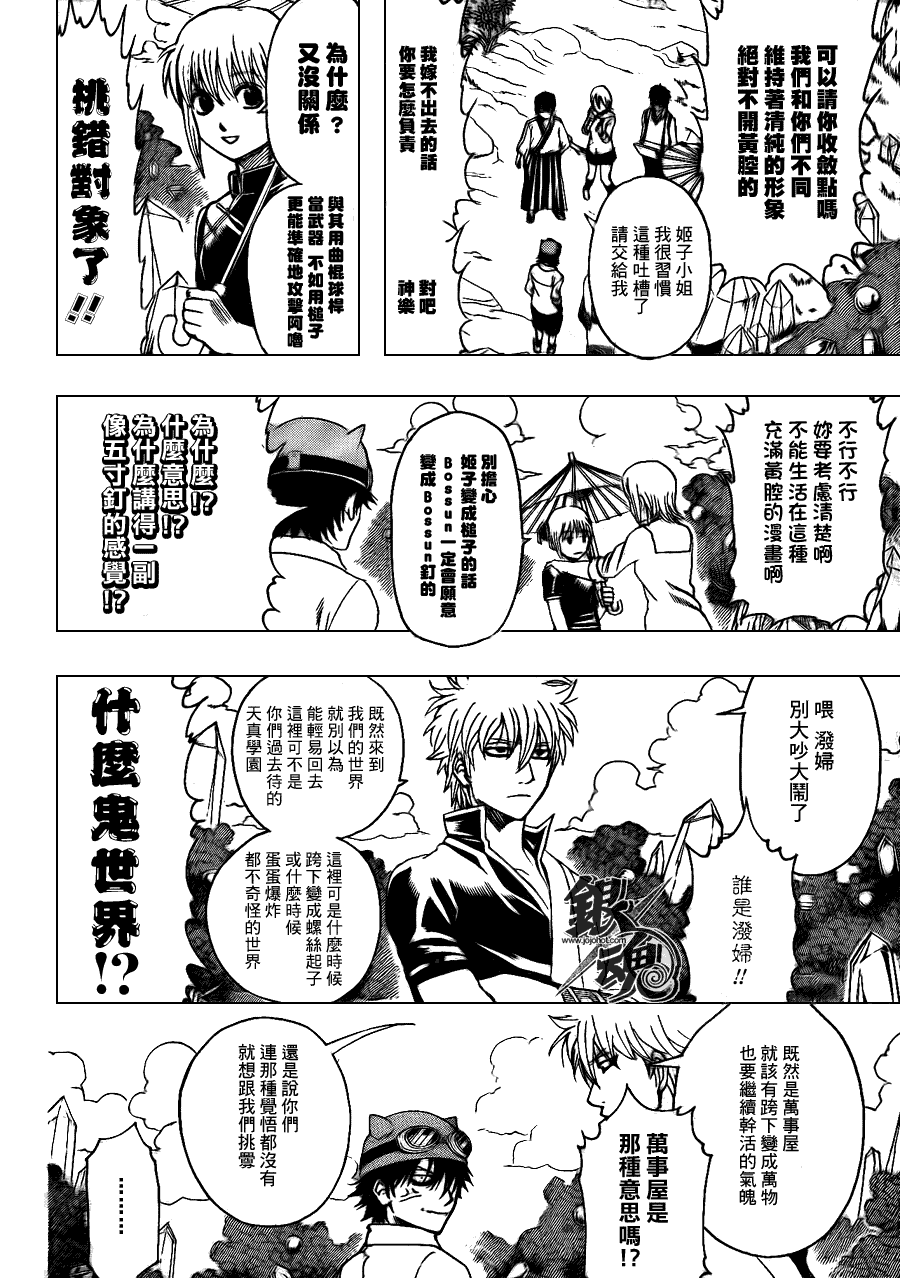 可以請你收斂點嗎
我們和你們不同
維持著清純的形象
絕對不開黃腔的
姬子小姐
我很習慣
這種吐槽了
請交給我
我嫁不出去的話
你要怎麼負責
對吧
神樂
為什麼？
又沒關係
與其用曲棍球桿
當武器 不如用槌子
更能準確地攻擊阿嚕
挑錯對象了!!
不行不行
妳要考慮清楚啊
不能生活在這種
充滿黃腔的漫畫啊
別擔心
姬子變成槌子的話
Bossun一定會願意
變成Bossun釘的
為什麼!?
什麼意思!?
為什麼講得一副
像五寸釘的感覺!?
喂 潑婦
別大吵大鬧了
誰是潑婦!!
既然來到
我們的世界
就別以為
能輕易回去
這裡可不是
你們過去待的
天真學園
這裡可是什麼時候
跨下變成螺絲起子
或什麼時候
蛋蛋爆炸
都不奇怪的世界
什麼鬼世界!?
銀魂
www.jojohot.com
既然是萬事屋
就該有跨下變成萬物
也要繼續幹活的氣魄
萬事屋是
那種意思嗎!?
還是說你們
連那種覺悟都沒有
就想跟我們挑釁
………